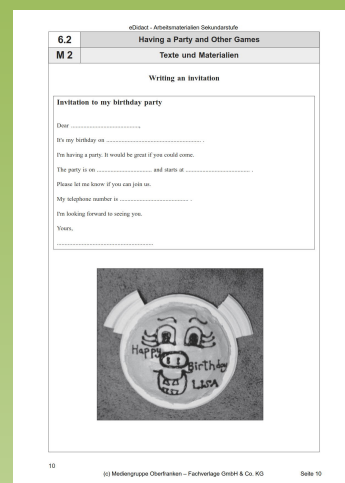 eDidact - Arbeitsmaterialien Sekundarstufe
6.2 Having a Party and Other Games
M 2 Texte und Materialien
Writing an invitation
Invitation to my birthday party
Dear ..........................................,
It's my birthday on .......................................................... .
I'm having a party. It would be great if you could come.
The party is on .................................. and starts at ........................................ .
Please let me know if you can join us.
My telephone number is ........................................... .
I'm looking forward to seeing you.
Yours,
...........................................................
Happy Birthday
LISA
10
(c) Mediengruppe Oberfranken – Fachverlage GmbH & Co. KG Seite 10